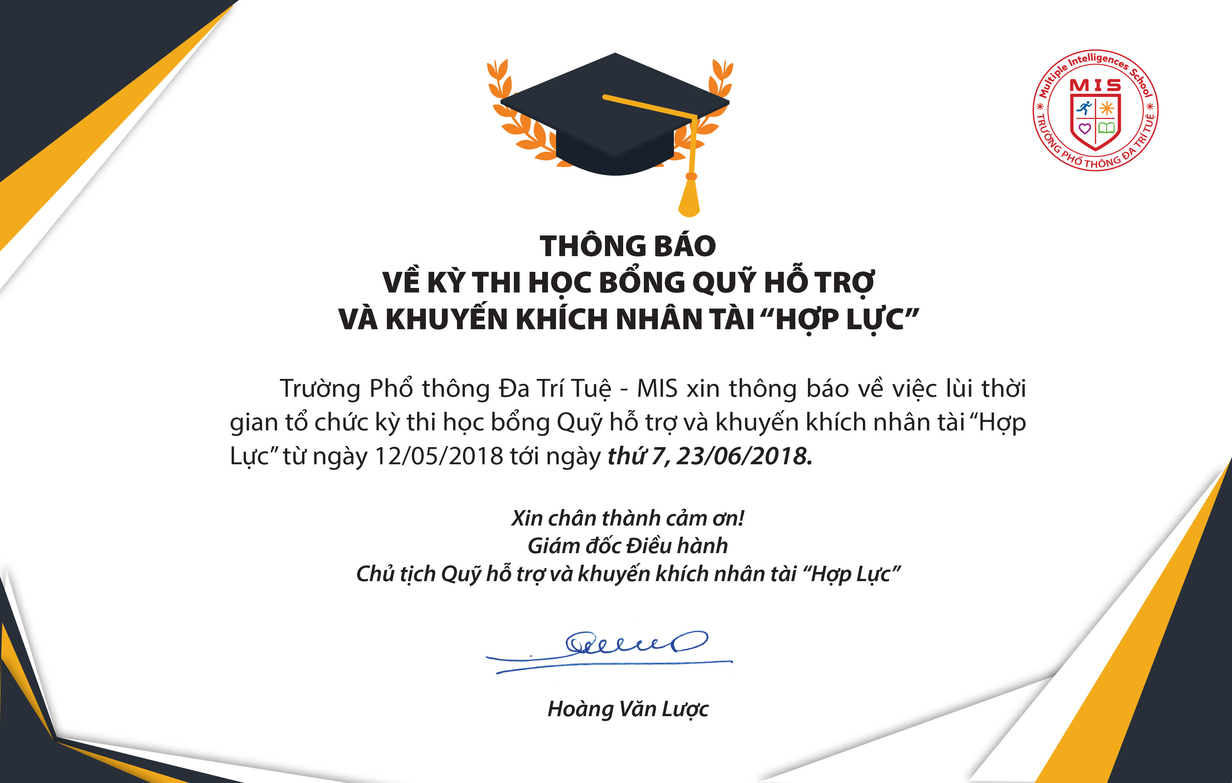 Multiple Intelligences School
MIS
TRƯỜNG PHỔ THÔNG ĐA TRÍ TUỆ
THÔNG BÁO
VỀ KỲ THI HỌC BỔNG QUỸ HỖ TRỢ
VÀ KHUYẾN KHÍCH NHÂN TÀI “HỢP LỰC”
Trường Phổ thông Đa Trí Tuệ - MIS xin thông báo về việc lùi thời
gian tổ chức kỳ thi học bổng Quỹ hỗ trợ và khuyến khích nhân tài “Hợp
Lực” từ ngày 12/05/2018 tới ngày thứ 7, 23/06/2018.
Xin chân thành cảm ơn!
Giám đốc Điều hành
Chủ tịch Quỹ hỗ trợ và khuyến khích nhân tài “Hợp Lực”
Hoàng Văn Lược